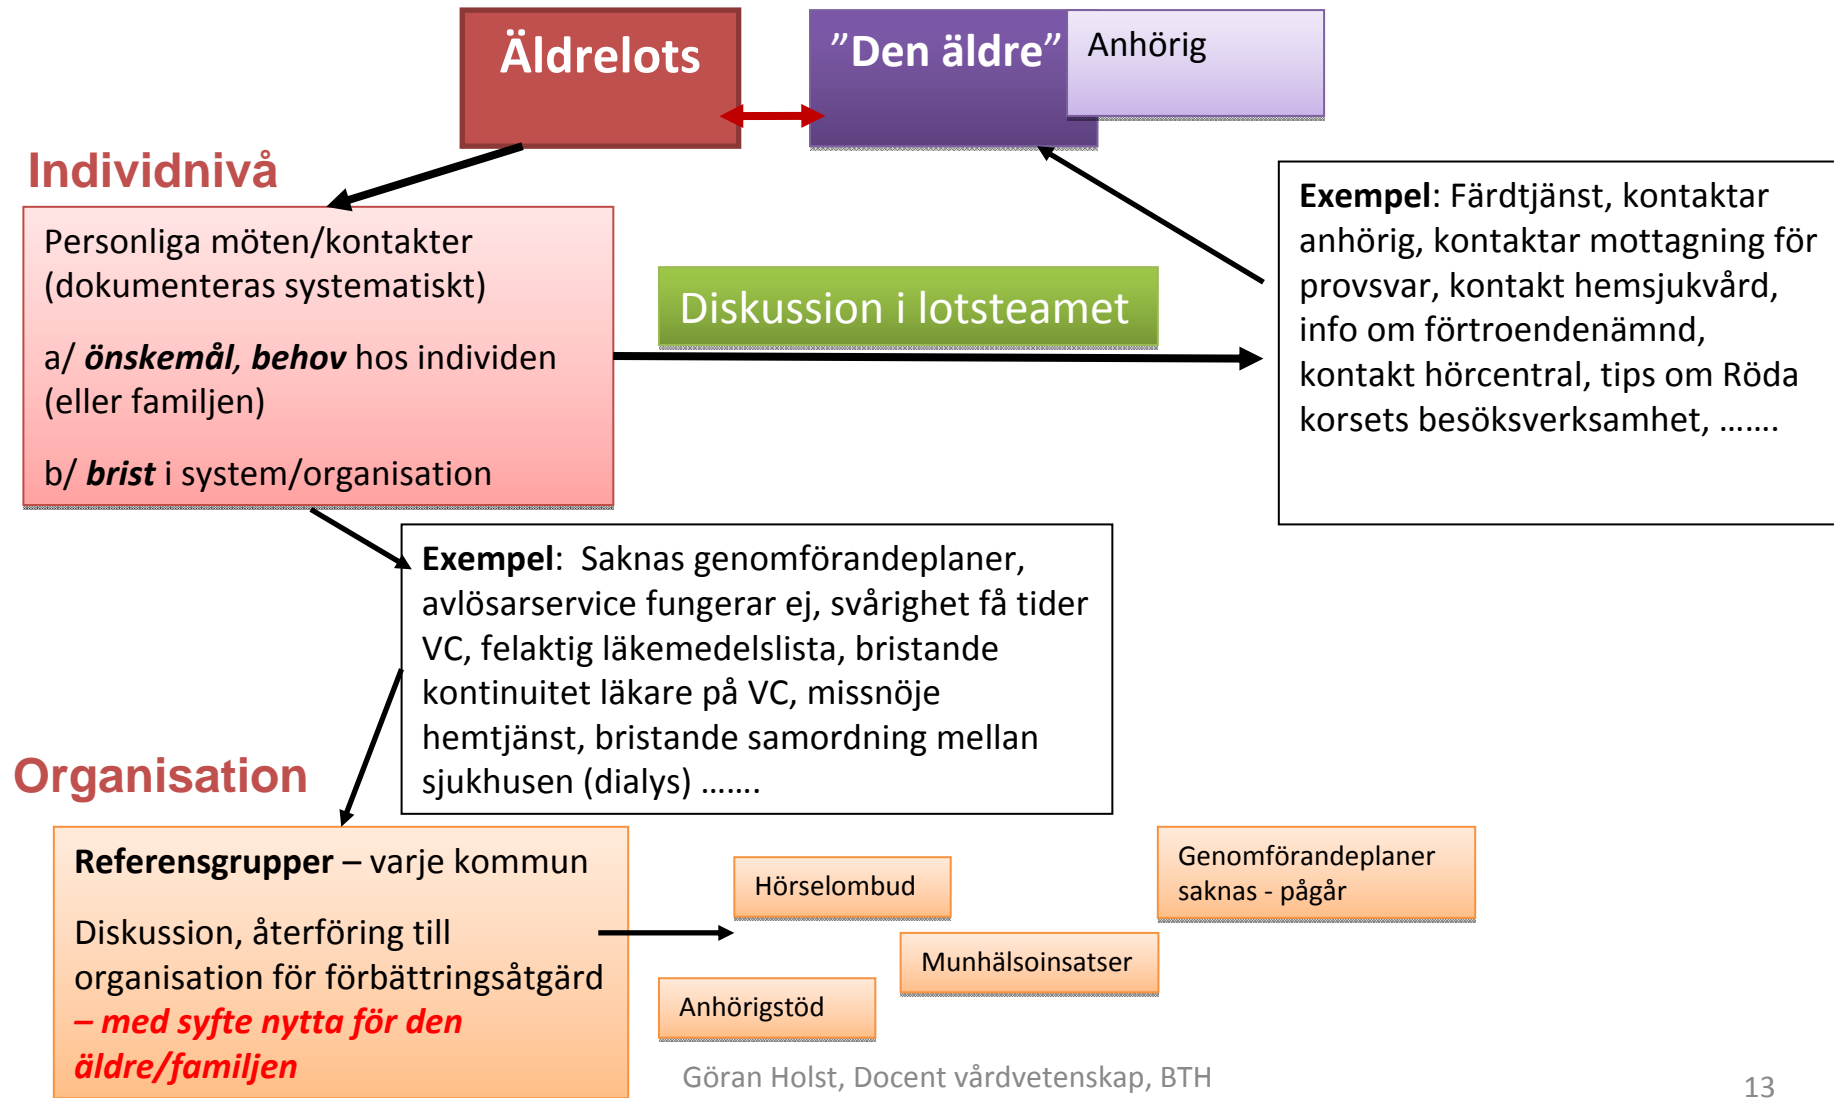 Äldrelots
”Den äldre”
Anhörig
Individnivå
Personliga möten/kontakter
(dokumenteras systematiskt)
a/ önskemål, behov hos individen
(eller familjen)
b/ brist i system/organisation
Diskussion i lotsteamet
Exempel: Färdtjänst, kontaktar
anhörig, kontaktar mottagning för
provsvar, kontakt hemsjukvård,
info om förtroendenämnd,
kontakt hörcentral, tips om Röda
korsets besöksverksamhet, …….
Exempel: Saknas genomförandeplaner,
avlösarservice fungerar ej, svårighet få tider
VC, felaktig läkemedelslista, bristande
kontinuitet läkare på VC, missnöje
hemtjänst, bristande samordning mellan
sjukhusen (dialys) …….
Organisation
Referensgrupper – varje kommun
Diskussion, återföring till
organisation för förbättringsåtgärd
– med syfte nytta för den
äldre/familjen
Hörselombud
Genomförandeplaner
saknas - pågår
Munhälsoinsatser
Anhörigstöd
Göran Holst, Docent vårdvetenskap, BTH
13